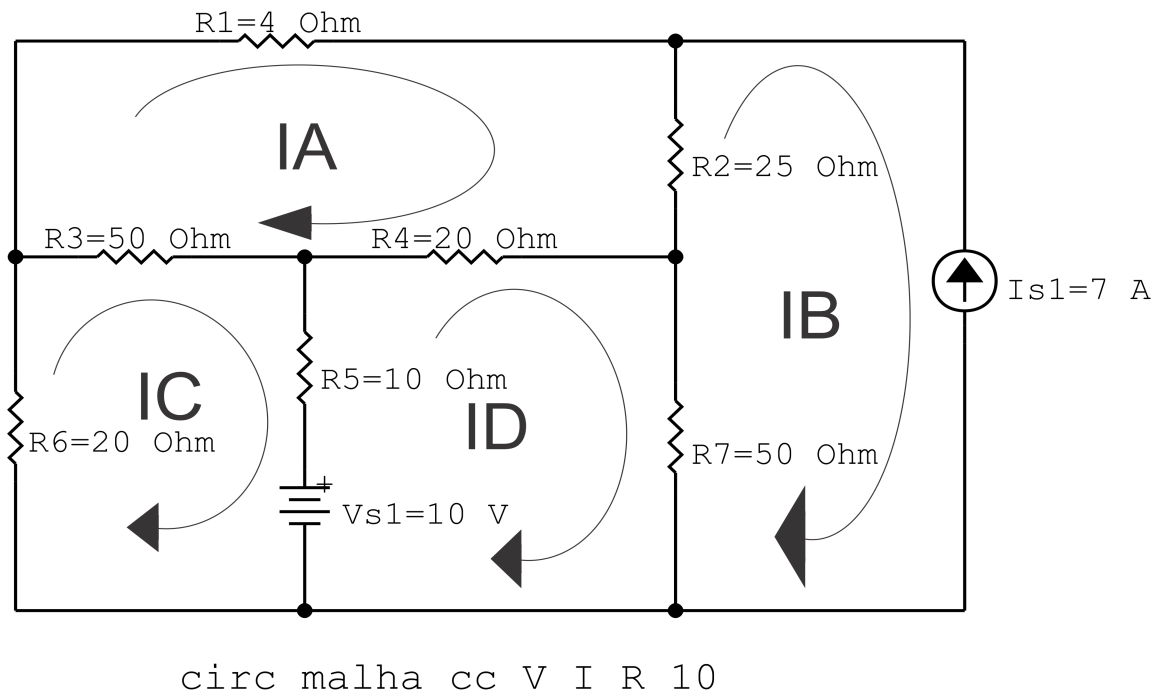 R1=4 Ohm
IA
R2=25 Ohm
R3=50 Ohm
R4=20 Ohm
Is1=7 A
IB
IC
R5=10 Ohm
ID
R6=20 Ohm
R7=50 Ohm
+
Vs1=10 V
circ malha cc V I R 10